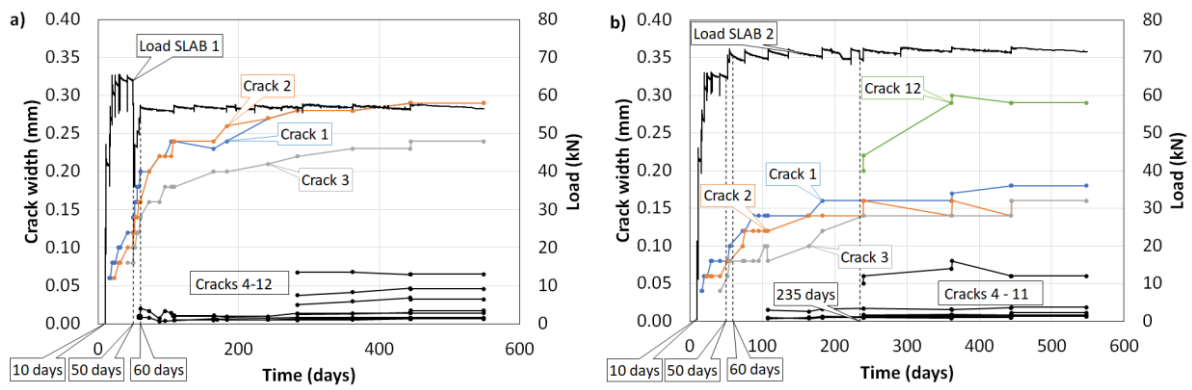 a)
0.40
0.35
0.30
0.25
0.20
0.15
0.10
0.05
0.00
Crack width (mm)
Load SLAB 1
Crack 2
Crack 1
Crack 3
Cracks 4-12
80
70
60
50
40
30
20
10
0
Load (kN)
0
200
400
600
10 days
50 days
60 days
Time (days)
b)
0.40
0.35
0.30
0.25
0.20
0.15
0.10
0.05
0.00
Crack width (mm)
Load SLAB 2
Crack 12
Crack 1
Crack 2
Crack 3
235 days
Cracks 4 - 11
80
70
60
50
40
30
20
10
0
Load (kN)
0
100
200
300
400
500
600
10 days
50 days
60 days
Time (days)